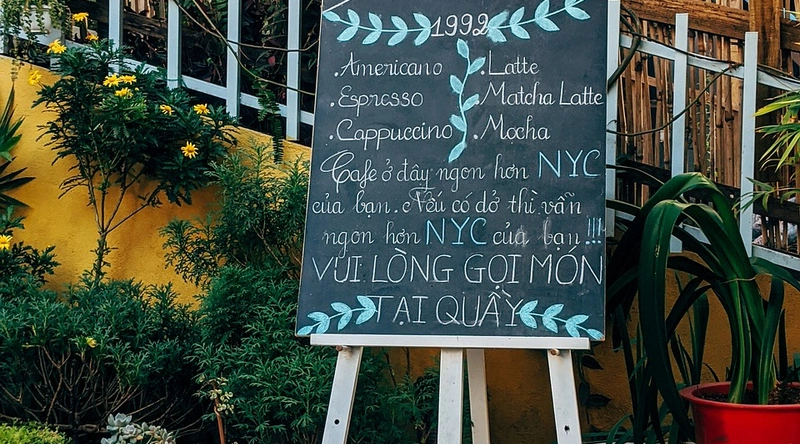 1992
.Americano .Latte
.Espresso Matcha Latte
.Cappuccino .Mocha
Cafe ở đây ngon hơn NYC
của bạn. Nếu có dở thì vẫn
ngon hơn NYC của bạn!!!
VUI LÒNG GỌI MÓN
TẠI QUẦY